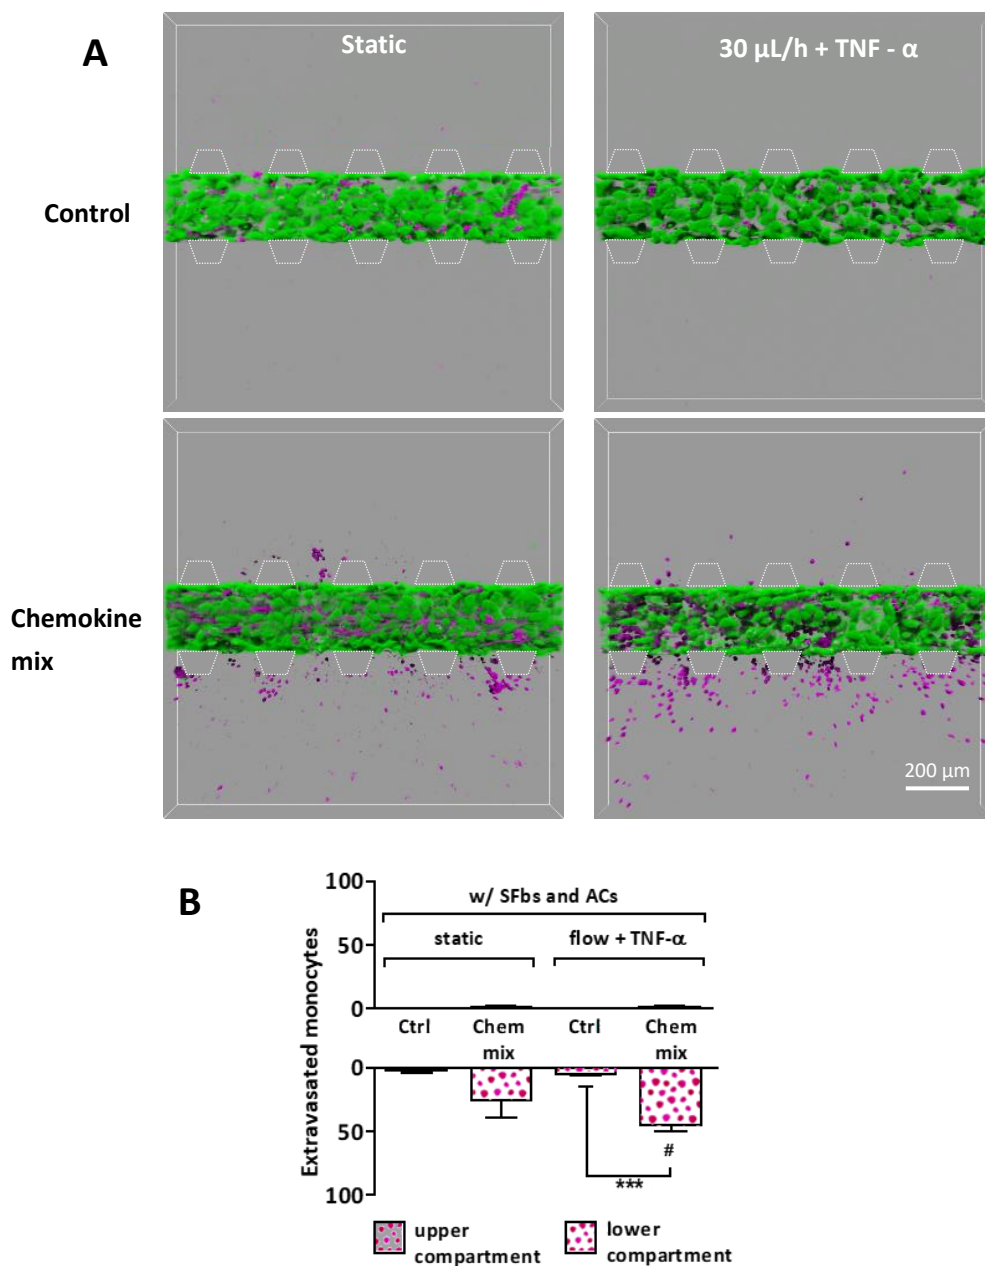 A
Static
30 µL/h + TNF - α
Control
Chemokine
mix
200 µm
B
100
50
0
0
50
100
Extravasated monocytes
w/ SFbs and ACs
static
flow + TNF-α
Ctrl
Chem
mix
Ctrl
Chem
mix
#
***
upper
compartment
lower
compartment